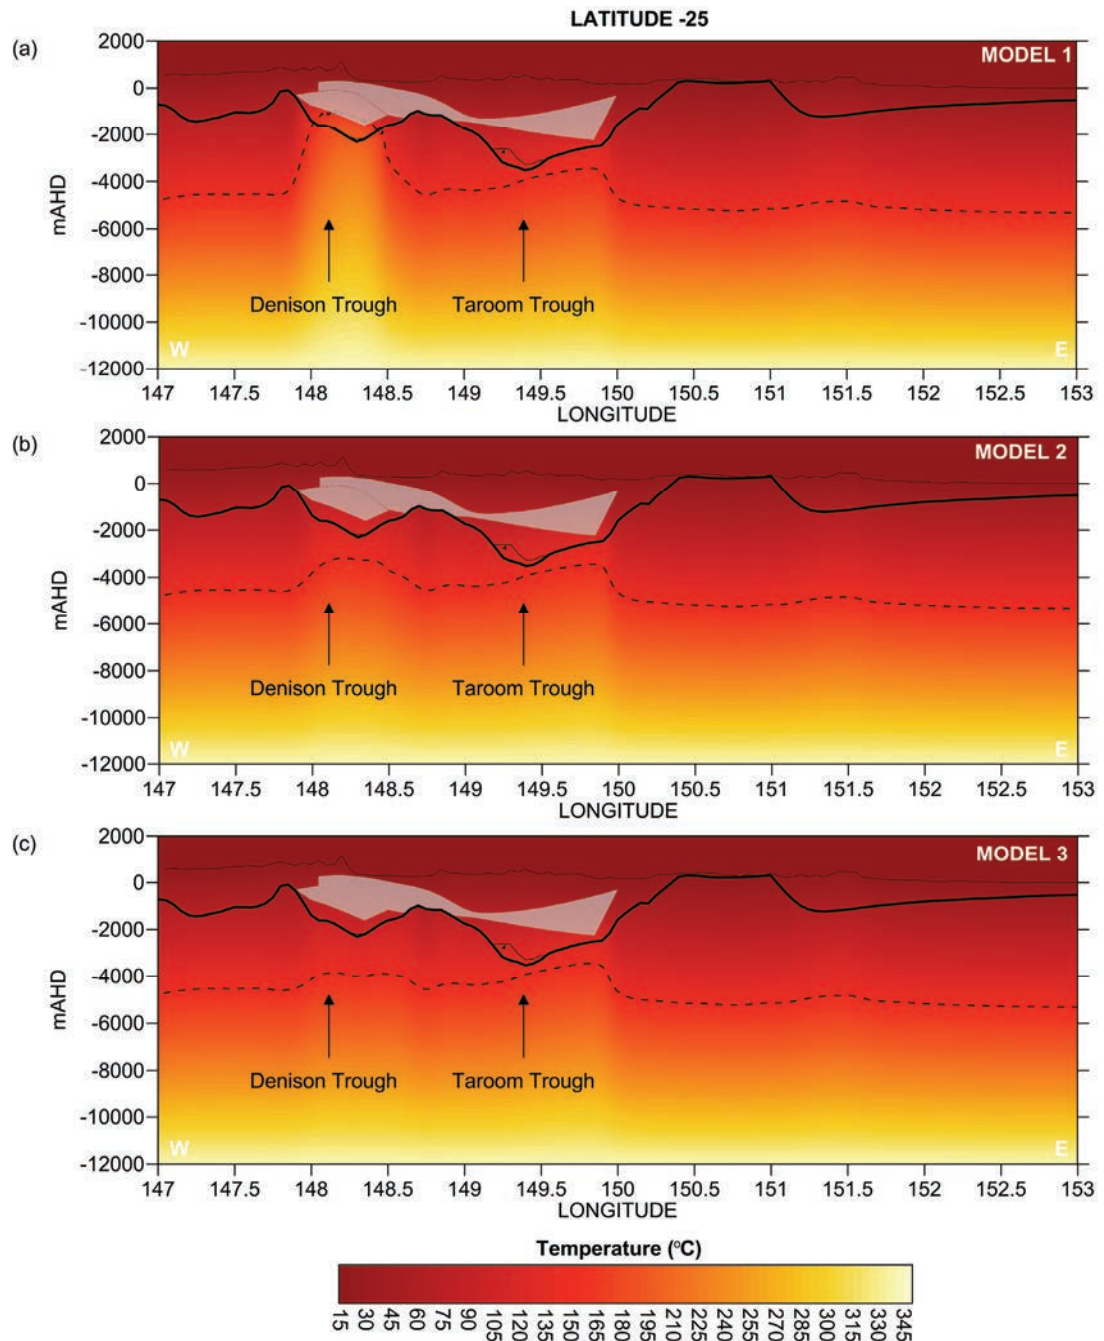 LATITUDE -25
(a)
MODEL 1
2000
0
-2000
-4000
-6000
-8000
-10000
-12000
mAHD
Denison Trough
Taroom Trough
W
E
147 147.5 148 148.5 149 149.5 150 150.5 151 151.5 152 152.5 153
LONGITUDE
(b)
MODEL 2
2000
0
-2000
-4000
-6000
-8000
-10000
-12000
mAHD
Denison Trough
Taroom Trough
W
E
147 147.5 148 148.5 149 149.5 150 150.5 151 151.5 152 152.5 153
LONGITUDE
(c)
MODEL 3
2000
0
-2000
-4000
-6000
-8000
-10000
-12000
mAHD
Denison Trough
Taroom Trough
W
E
147 147.5 148 148.5 149 149.5 150 150.5 151 151.5 152 152.5 153
LONGITUDE
Temperature (°C)
15 30 45 60 75 90 105 120 135 150 165 180 195 210 225 240 255 270 285 300 315 330 34